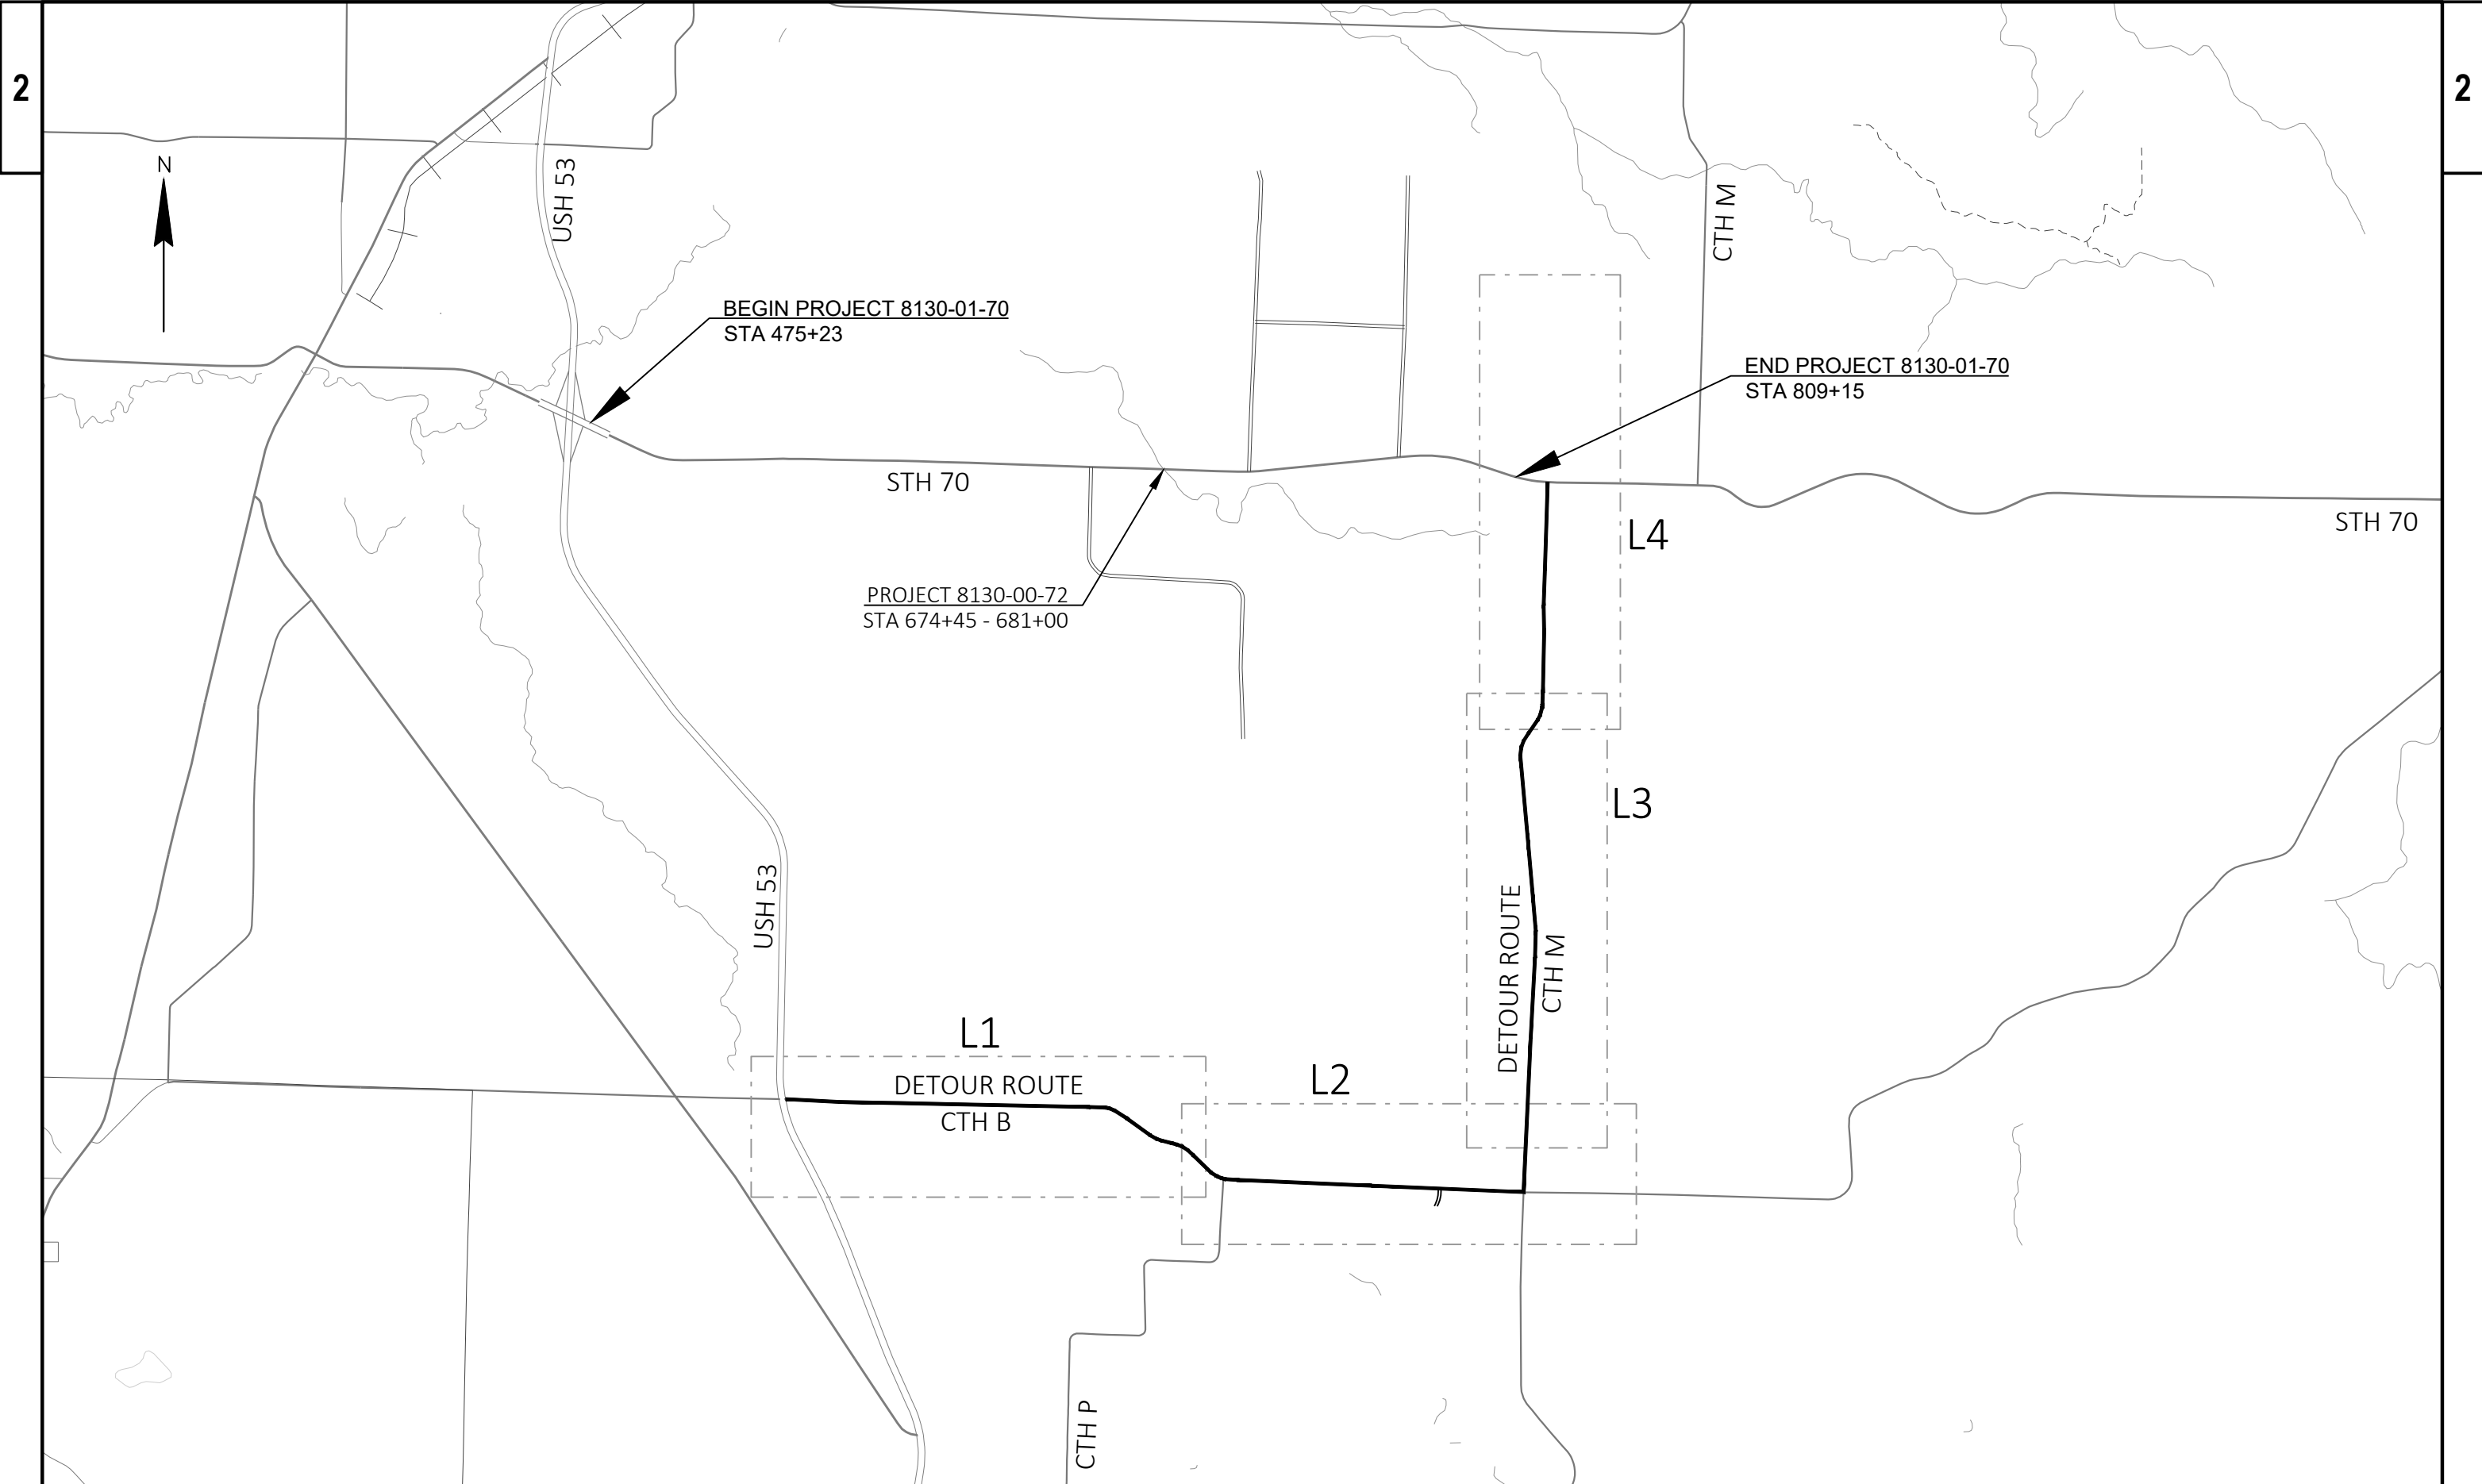 2
2
N
USH 53
CTH M
BEGIN PROJECT 8130-01-70
STA 475+23
END PROJECT 8130-01-70
STA 809+15
STH 70
STH 70
L4
PROJECT 8130-00-72
STA 674+45 - 681+00
L3
USH 53
DETOUR ROUTE
CTH M
L1
DETOUR ROUTE
CTH B
L2
CTH P